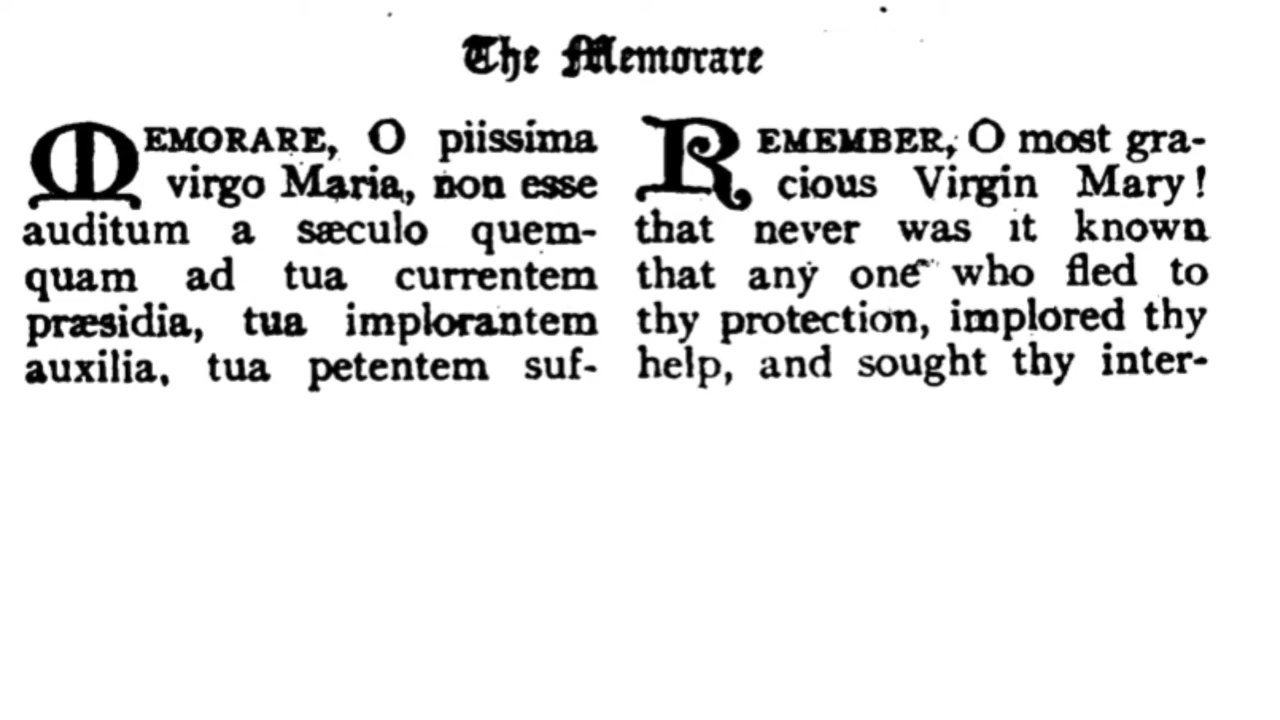 The Memorare
MEMORARE, O piissima
virgo Maria, non esse
auditum a sæculo quem-
quam ad tua currentem
præsidia, tua implorantem
auxilia, tua petentem suf-
REMEMBER, O most gra-
cious Virgin Mary!
that never was it known
that any one who fled to
thy protection, implored thy
help, and sought thy inter-